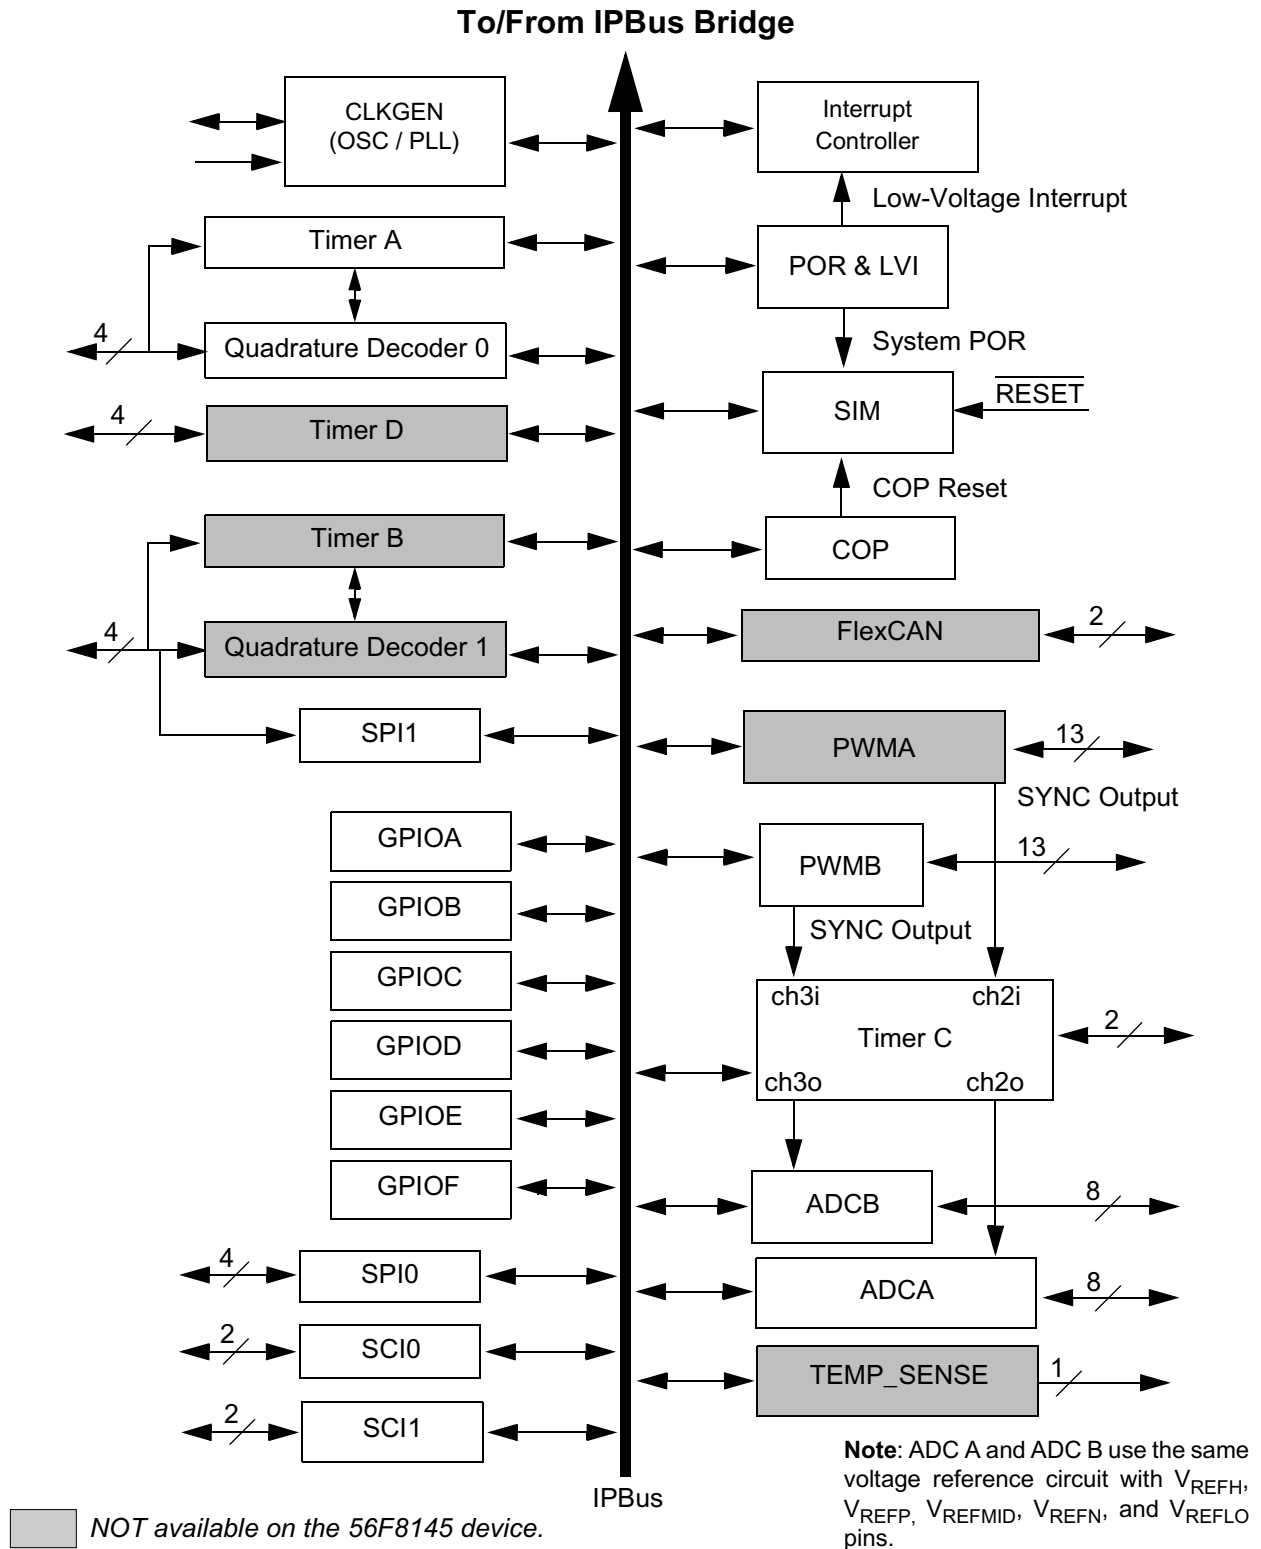 To/From IPBus Bridge
CLKGEN
(OSC / PLL)
Timer A
4
Quadrature Decoder 0
4
Timer D
Timer B
4
Quadrature Decoder 1
SPI1
GPIOA
GPIOB
GPIOC
GPIOD
GPIOE
GPIOF
4
SPI0
2
SCI0
2
SCI1
Interrupt
Controller
Low-Voltage Interrupt
POR & LVI
System POR
SIM
RESET
COP Reset
COP
FlexCAN
2
PWMA
13
SYNC Output
PWMB
13
SYNC Output
ch3i
ch2i
Timer C
2
ch3o
ch2o
ADCB
8
ADCA
8
TEMP_SENSE
1
IPBus
Note: ADC A and ADC B use the same
voltage reference circuit with VREFH,
VREFP, VREFMID, VREFN, and VREFLO
pins.
NOT available on the 56F8145 device.